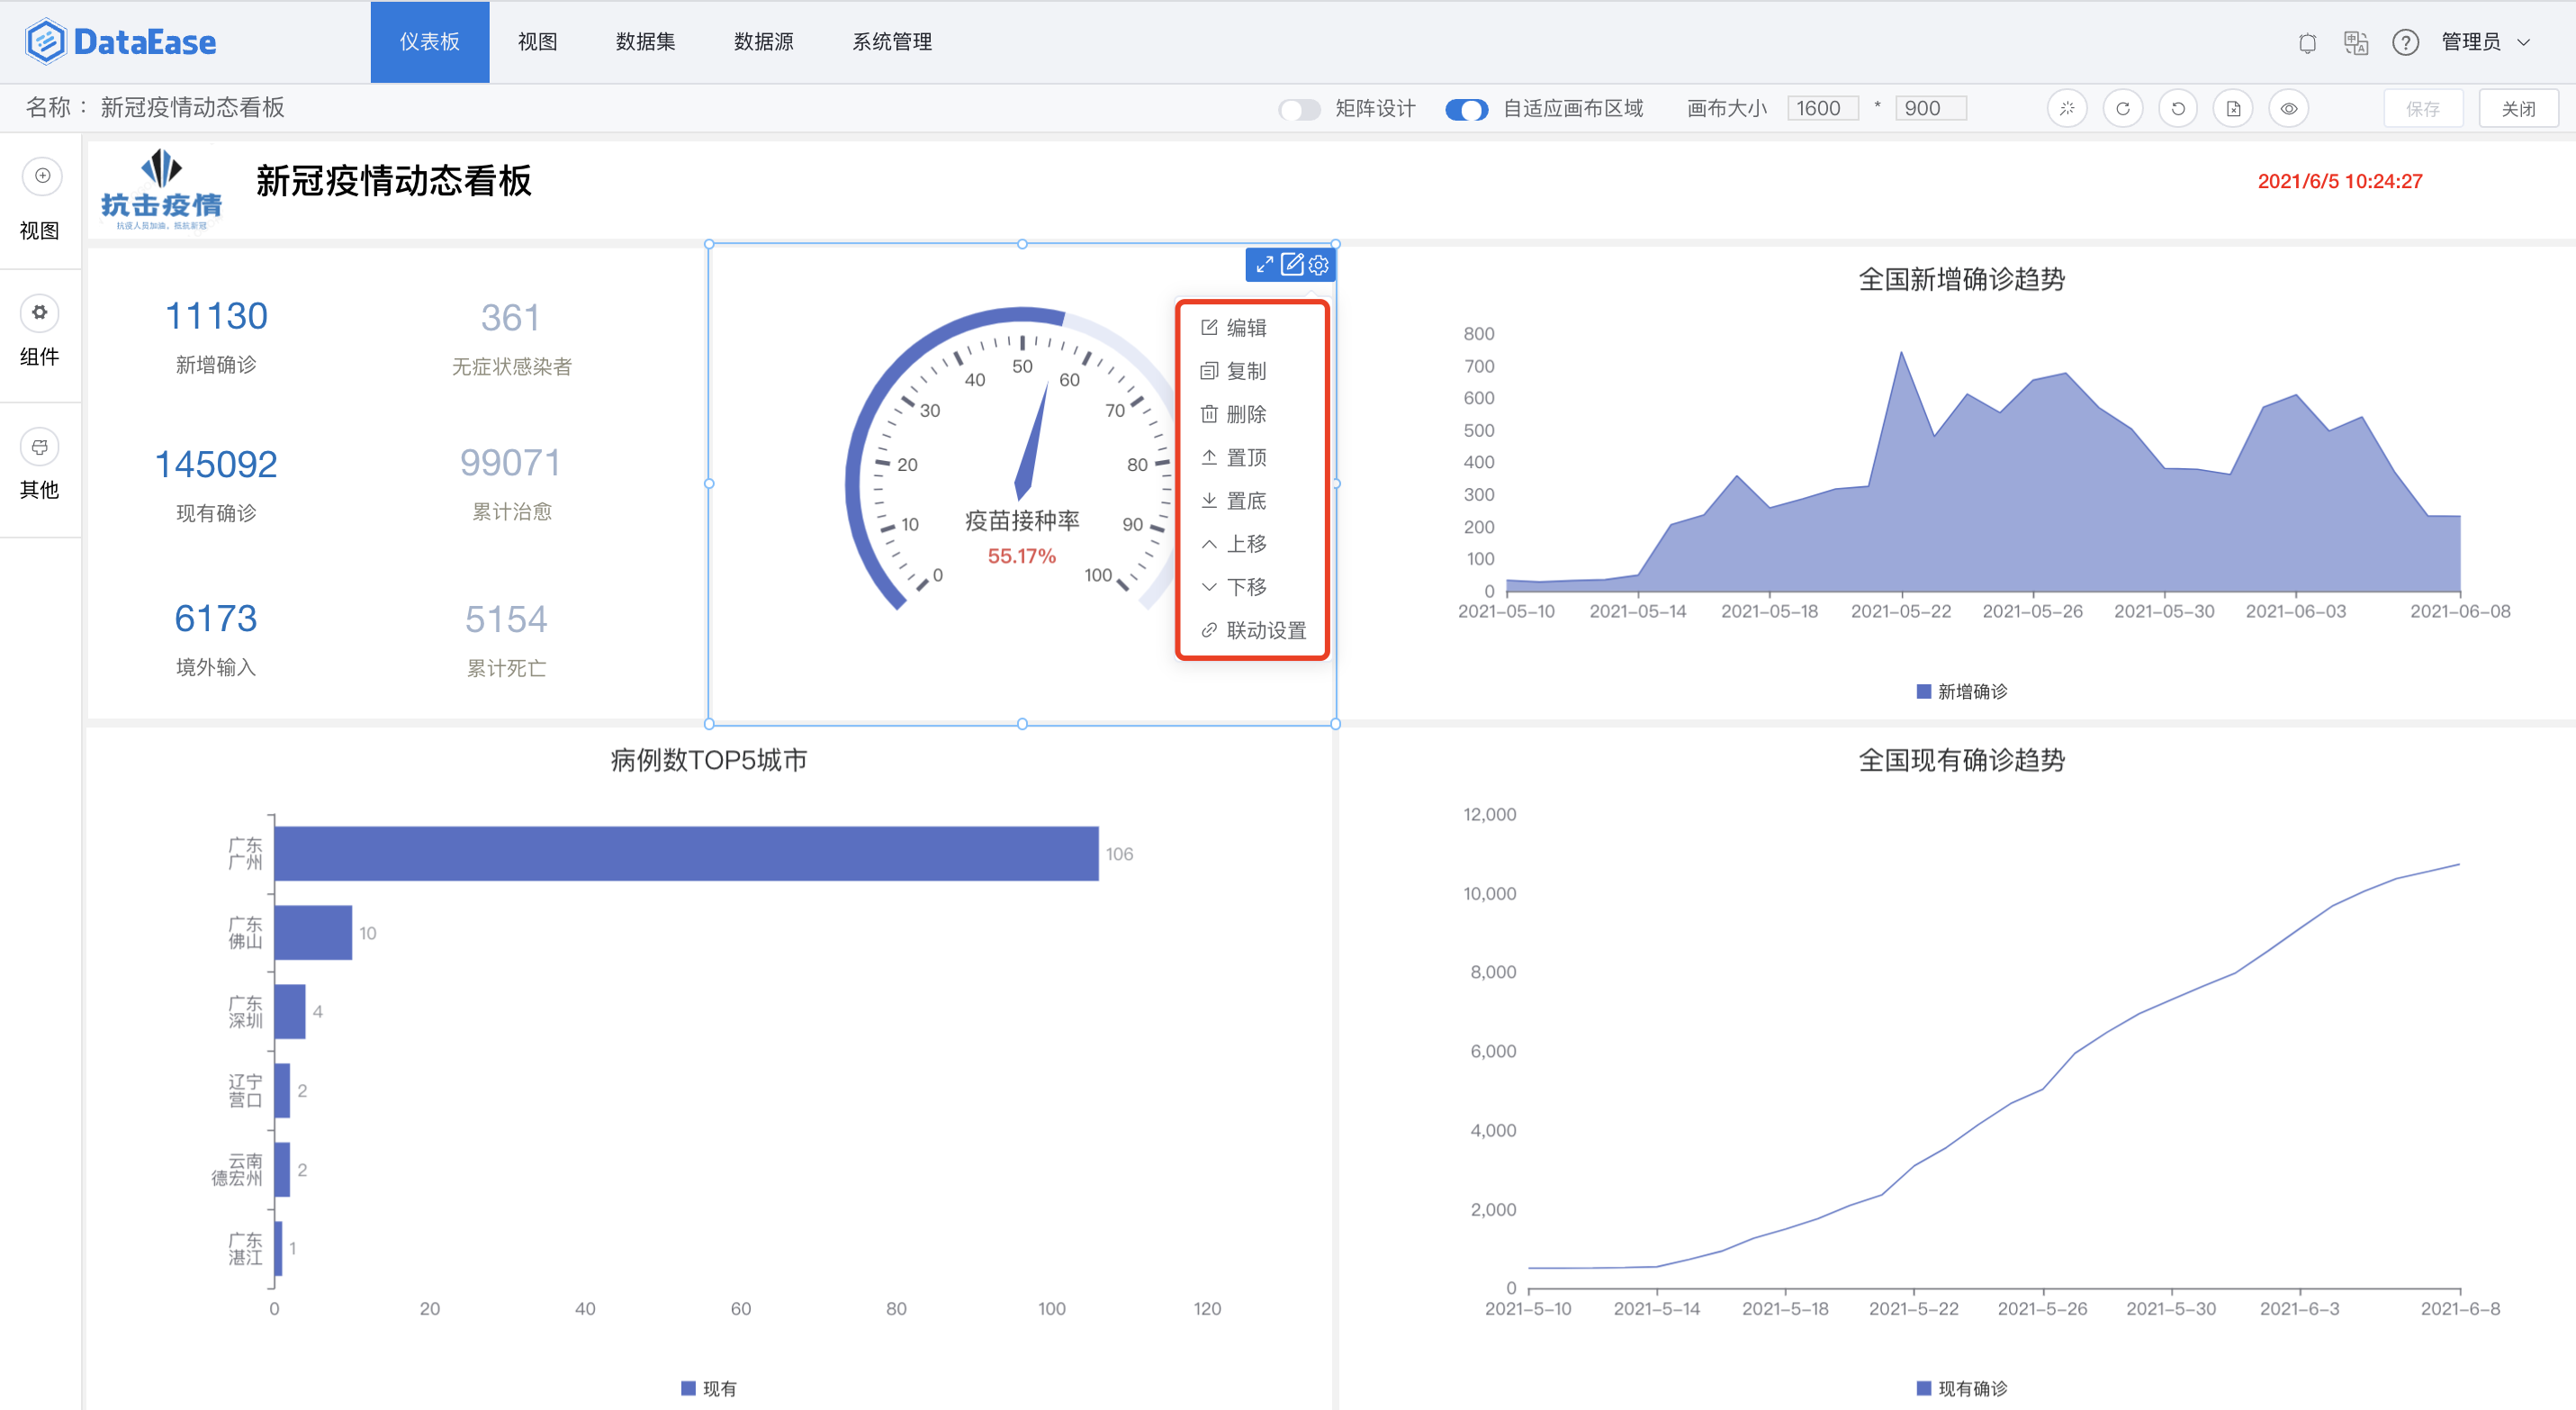 DataEase
仪表板 视图 数据集 数据源 系统管理
管理员
名称： 新冠疫情动态看板
矩阵设计 自适应画布区域 画布大小 1600 * 900
保存 关闭
视图
组件
其他
抗击疫情
新冠疫情动态看板
2021/6/5 10:24:27
11130
新增确诊
361
无症状感染者
145092
现有确诊
99071
累计治愈
6173
境外输入
5154
累计死亡
0
10
20
30
40
50
60
70
80
90
100
疫苗接种率
55.17%
编辑
复制
删除
置顶
置底
上移
下移
联动设置
全国新增确诊趋势
800
700
600
500
400
300
200
100
0
2021-05-10 2021-05-14 2021-05-18 2021-05-22 2021-05-26 2021-05-30 2021-06-03 2021-06-08
新增确诊
病例数TOP5城市
广东
广州
106
广东
佛山
10
广东
深圳
4
辽宁
营口
2
云南
德宏州
2
广东
湛江
1
0 20 40 60 80 100 120
现有
全国现有确诊趋势
12,000
10,000
8,000
6,000
4,000
2,000
0
2021-5-10 2021-5-14 2021-5-18 2021-5-22 2021-5-26 2021-5-30 2021-6-3 2021-6-8
现有确诊